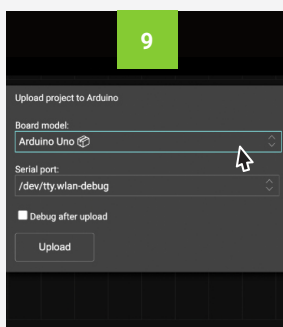 9
Upload project to Arduino
Board model:
Arduino Uno 📦
Serial port:
/dev/tty.wlan-debug
Debug after upload
Upload